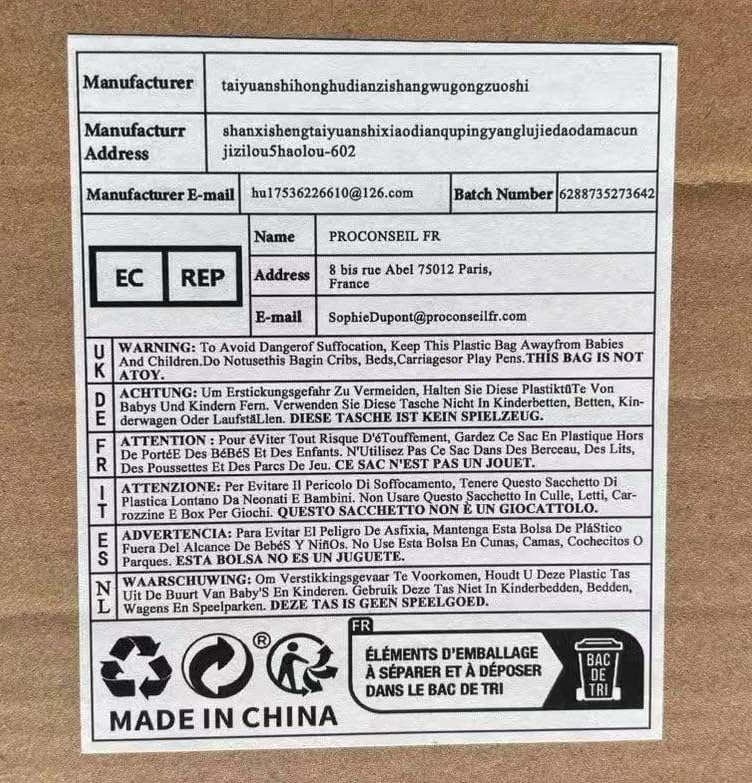 Manufacturer
taiyuanshihonghudianzishangwugongzuoshi
Manufacturr
Address
shanxishengtaiyuanshixiaodianqupingyanglujiedaodamacun
jizilou5haolou-602
Manufacturer E-mail
hu17536226610@126.com
Batch Number
6288735273642
EC REP
Name
PROCONSEIL FR
Address
8 bis rue Abel 75012 Paris,
France
E-mail
SophieDupont@proconseilfr.com
UK
WARNING: To Avoid Dangerof Suffocation, Keep This Plastic Bag Awayfrom Babies
And Children.Do Notusethis Bagin Cribs, Beds,Carriagesor Play Pens.THIS BAG IS NOT
ATOY.
DE
ACHTUNG: Um Erstickungsgefahr Zu Vermeiden, Halten Sie Diese PlastiktüTe Von
Babys Und Kindern Fern. Verwenden Sie Diese Tasche Nicht In Kinderbetten, Betten, Kin-
derwagen Oder LaufstäLlen. DIESE TASCHE IST KEIN SPIELZEUG.
FR
ATTENTION : Pour éViter Tout Risque D'éTouffement, Gardez Ce Sac En Plastique Hors
De PortéE Des BéBéS Et Des Enfants. N'Utilisez Pas Ce Sac Dans Des Berceau, Des Lits,
Des Poussettes Et Des Parcs De Jeu. CE SAC N'EST PAS UN JOUET.
IT
ATTENZIONE: Per Evitare Il Pericolo Di Soffocamento, Tenere Questo Sacchetto Di
Plastica Lontano Da Neonati E Bambini. Non Usare Questo Sacchetto In Culle, Letti, Car-
rozzine E Box Per Giochi. QUESTO SACCHETTO NON È UN GIOCATTOLO.
ES
ADVERTENCIA: Para Evitar El Peligro De Asfixia, Mantenga Esta Bolsa De PláStico
Fuera Del Alcance De BebéS Y NiñOs. No Use Esta Bolsa En Cunas, Camas, Cochecitos O
Parques. ESTA BOLSA NO ES UN JUGUETE.
NL
WAARSCHUWING: Om Verstikkingsgevaar Te Voorkomen, Houdt U Deze Plastic Tas
Uit De Buurt Van Baby'S En Kinderen. Gebruik Deze Tas Niet In Kinderbedden, Bedden,
Wagens En Speelparken. DEZE TAS IS GEEN SPEELGOED.
®
FR
ÉLÉMENTS D'EMBALLAGE
À SÉPARER ET À DÉPOSER
DANS LE BAC DE TRI
BAC
DE
TRI
MADE IN CHINA